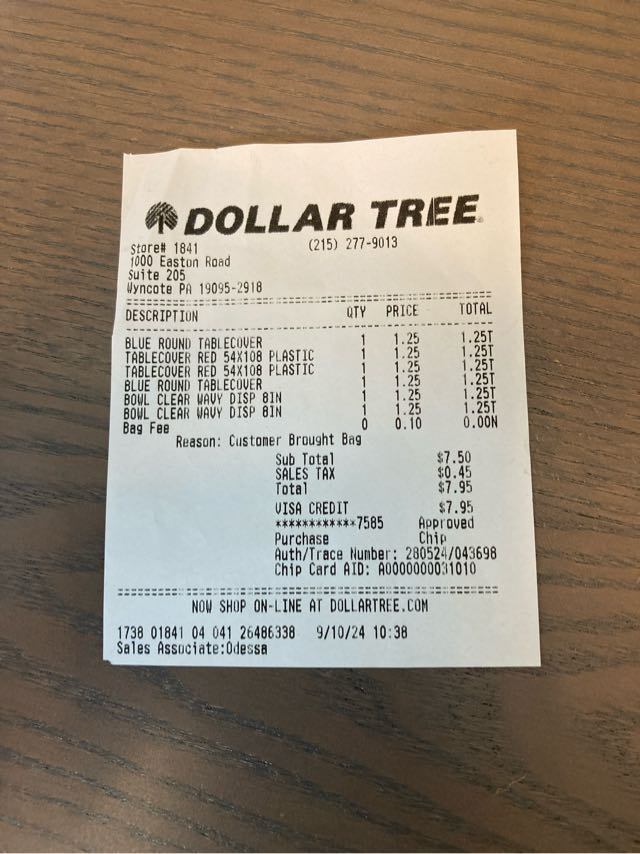 DOLLAR TREE
Store# 1841 (215) 277-9013
1000 Easton Road
Suite 205
Wyncote PA 19095-2918
DESCRIPTION QTY PRICE TOTAL
BLUE ROUND TABLECOVER 1 1.25 1.25T
TABLECOVER RED 54X108 PLASTIC 1 1.25 1.25T
TABLECOVER RED 54X108 PLASTIC 1 1.25 1.25T
BLUE ROUND TABLECOVER 1 1.25 1.25T
BOWL CLEAR WAVY DISP 8IN 1 1.25 1.25T
BOWL CLEAR WAVY DISP 8IN 1 1.25 1.25T
Bag Fee 0 0.10 0.00N
Reason: Customer Brought Bag
Sub Total $7.50
SALES TAX $0.45
Total $7.95
VISA CREDIT $7.95
************7585 Approved
Purchase Chip
Auth/Trace Number: 280524/043698
Chip Card AID: A0000000031010
NOW SHOP ON-LINE AT DOLLARTREE.COM
1738 01841 04 041 26486338 9/10/24 10:38
Sales Associate:Odessa